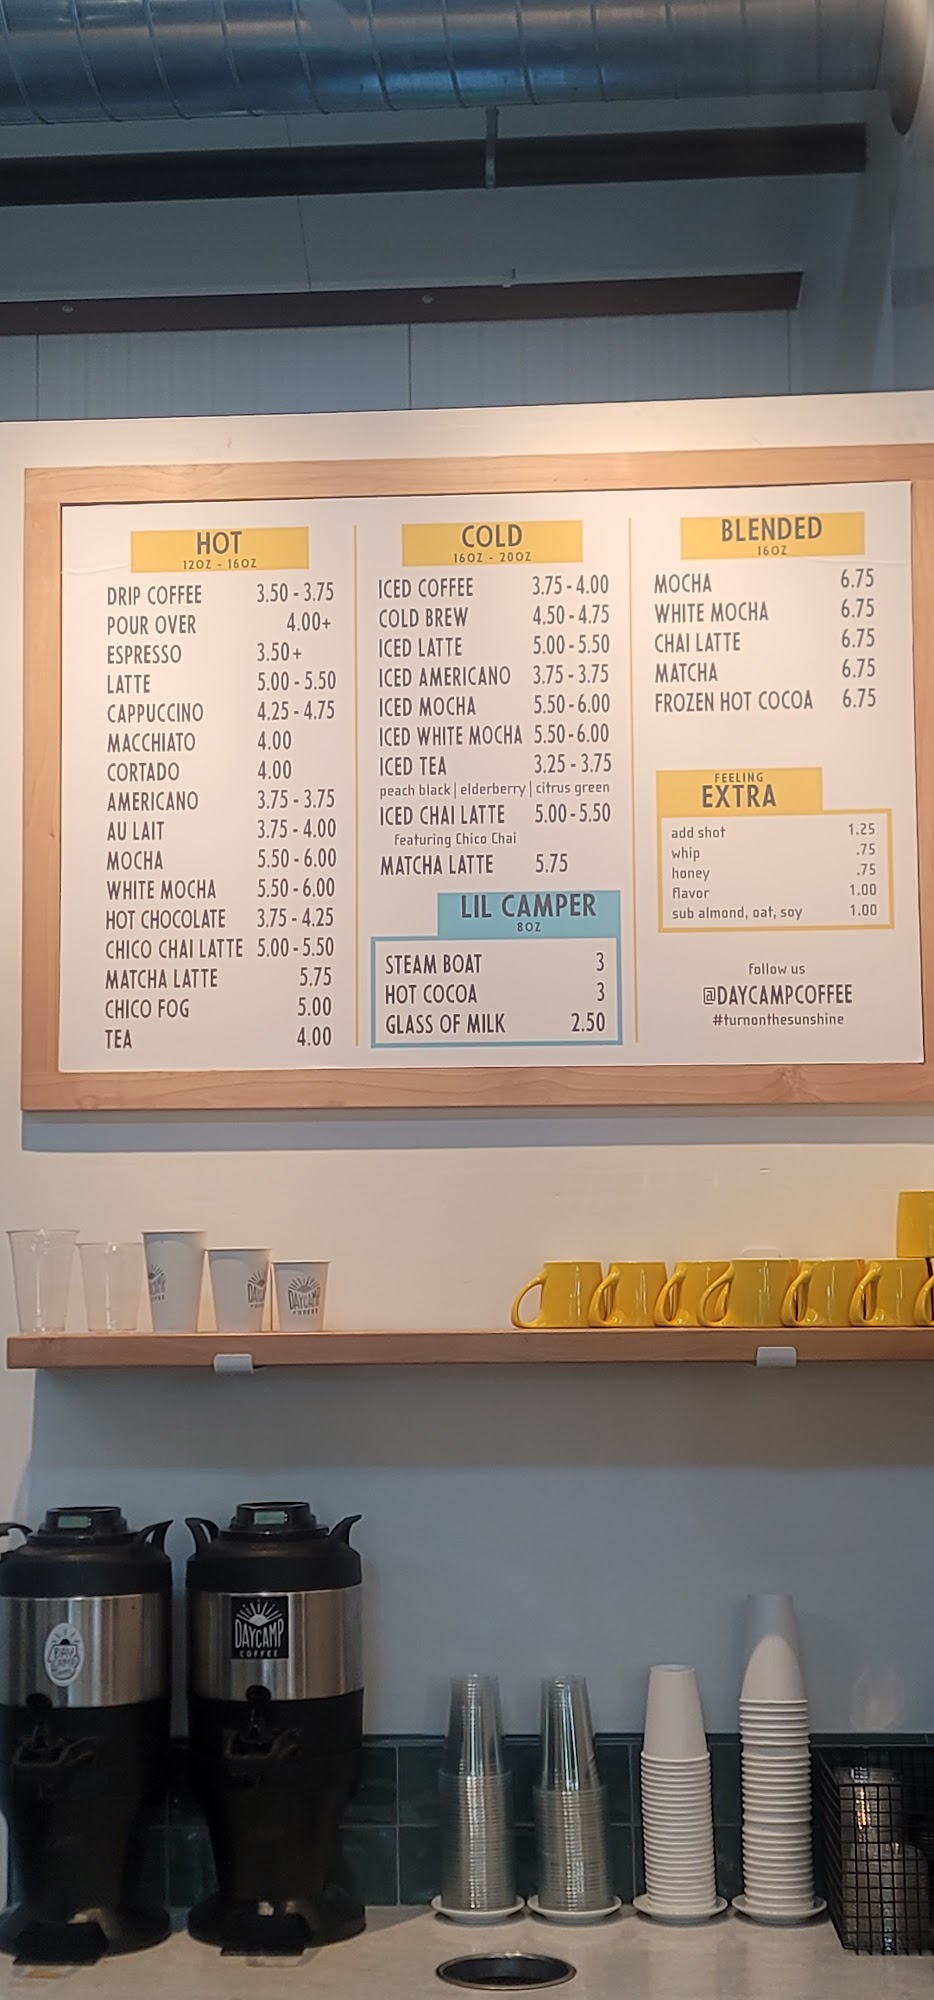 HOT
12OZ - 16OZ
DRIP COFFEE 3.50 - 3.75
POUR OVER 4.00+
ESPRESSO 3.50+
LATTE 5.00 - 5.50
CAPPUCCINO 4.25 - 4.75
MACCHIATO 4.00
CORTADO 4.00
AMERICANO 3.75 - 3.75
AU LAIT 3.75 - 4.00
MOCHA 5.50 - 6.00
WHITE MOCHA 5.50 - 6.00
HOT CHOCOLATE 3.75 - 4.25
CHICO CHAI LATTE 5.00 - 5.50
MATCHA LATTE 5.75
CHICO FOG 5.00
TEA 4.00
COLD
16OZ - 20OZ
ICED COFFEE 3.75 - 4.00
COLD BREW 4.50 - 4.75
ICED LATTE 5.00 - 5.50
ICED AMERICANO 3.75 - 3.75
ICED MOCHA 5.50 - 6.00
ICED WHITE MOCHA 5.50 - 6.00
ICED TEA 3.25 - 3.75
peach black | elderberry | citrus green
ICED CHAI LATTE 5.00 - 5.50
featuring Chico Chai
MATCHA LATTE 5.75
LIL CAMPER
8OZ
STEAM BOAT 3
HOT COCOA 3
GLASS OF MILK 2.50
BLENDED
16OZ
MOCHA 6.75
WHITE MOCHA 6.75
CHAI LATTE 6.75
MATCHA 6.75
FROZEN HOT COCOA 6.75
FEELING
EXTRA
add shot 1.25
whip .75
honey .75
flavor 1.00
sub almond, oat, soy 1.00
follow us
@DAYCAMPCOFFEE
#turnonthesunshine
DAYCAMP
COFFEE
DAYCAMP
COFFEE